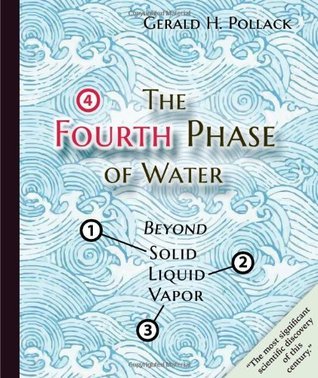 Gerald H. Pollack
4
The
Fourth Phase
of Water
Beyond
1
Solid
Liquid
2
Vapor
3
"The most significant
scientific discovery
of this
century."